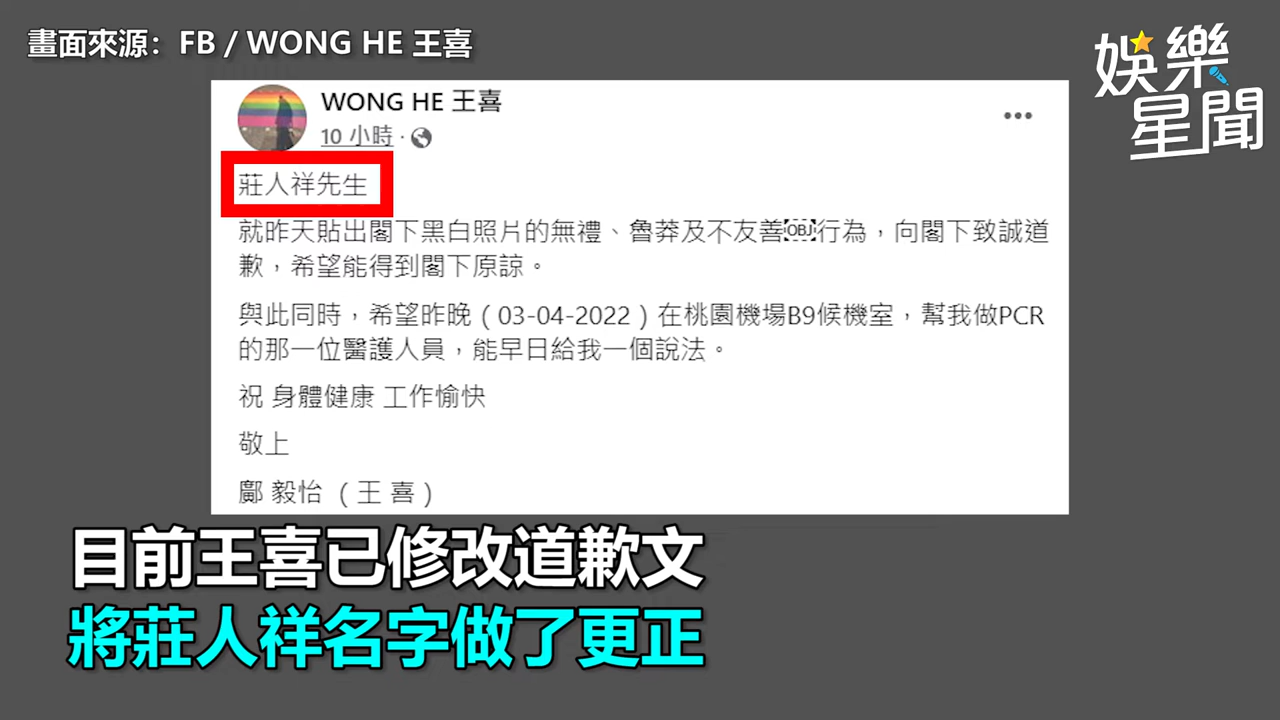 畫面來源：FB / WONG HE 王喜
娛樂
星聞
WONG HE 王喜
10 小時 ·
莊人祥先生
就昨天貼出閣下黑白照片的無禮、魯莽及不友善OBJ行為，向閣下致誠道
歉，希望能得到閣下原諒。
與此同時，希望昨晚（03-04-2022）在桃園機場B9候機室，幫我做PCR
的那一位醫護人員，能早日給我一個說法。
祝 身體健康 工作愉快
敬上
鄺 毅怡 （王 喜）
目前王喜已修改道歉文
將莊人祥名字做了更正